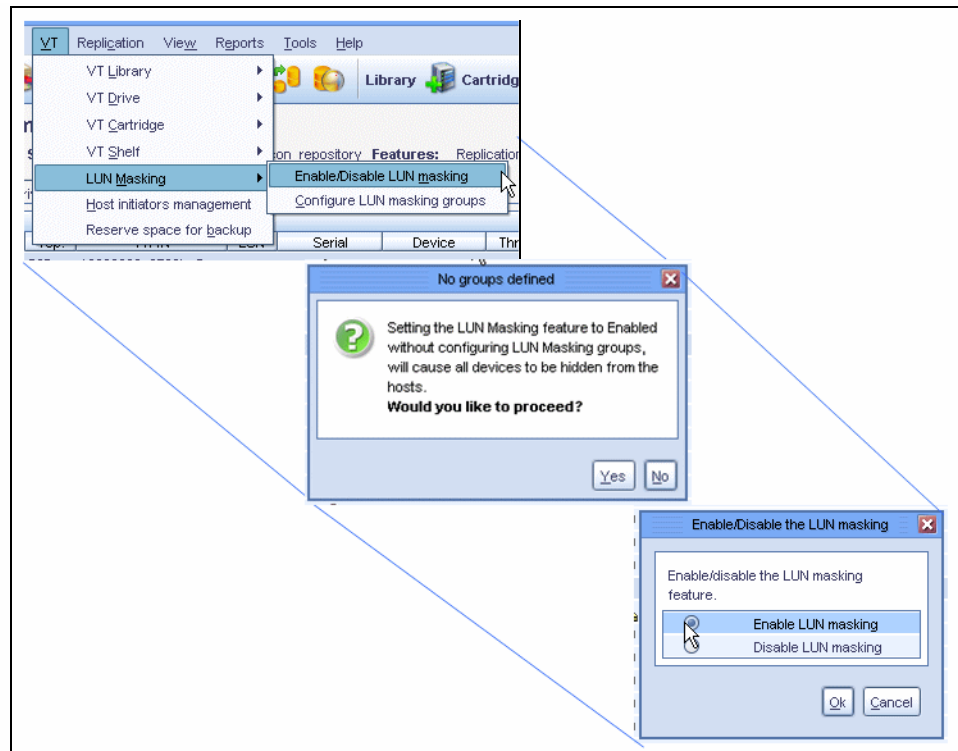 VT Replication View Reports Tools Help
VT Library
Library Cartridg
VT Drive
VT Cartridge
VT Shelf
on repository Features: Replication
LUN Masking
Enable/Disable LUN masking
Host initiators management
Configure LUN masking groups
Reserve space for backup
Serial Device Thr
No groups defined
Setting the LUN Masking feature to Enabled
without configuring LUN Masking groups,
will cause all devices to be hidden from the
hosts.
Would you like to proceed?
Yes No
Enable/Disable the LUN masking
Enable/disable the LUN masking
feature.
Enable LUN masking
Disable LUN masking
Ok Cancel